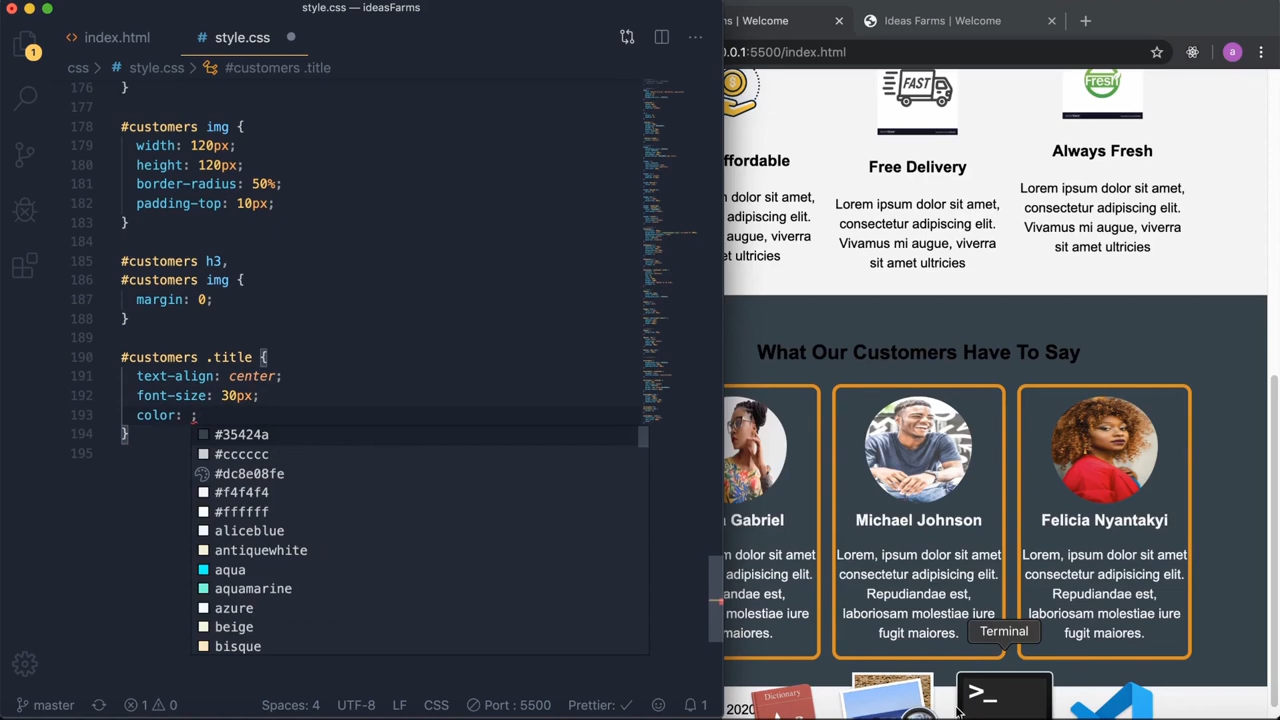 style.css — ideasFarms
index.html
style.css
css > # style.css > #customers .title
176 }
177
178 #customers img {
179 width: 120px;
180 height: 120px;
181 border-radius: 50%;
182 padding-top: 10px;
183 }
184
185 #customers h3,
186 #customers img {
187 margin: 0;
188 }
189
190 #customers .title {
191 text-align: center;
192 font-size: 30px;
193 color: ;
194 }
195
#35424a
#cccccc
#dc8e08fe
#f4f4f4
#ffffff
aliceblue
antiquewhite
aqua
aquamarine
azure
beige
bisque
1
master
1 0
Spaces: 4
UTF-8
LF
CSS
Port : 5500
Prettier:
1
ms | Welcome
Ideas Farms | Welcome
0.0.1:5500/index.html
a
FAST
Fresh
ffordable
Free Delivery
Always Fresh
n dolor sit amet,
r adipiscing elit.
i augue, viverra
met ultricies
Lorem ipsum dolor sit amet,
consectetur adipiscing elit.
Vivamus mi augue, viverra
sit amet ultricies
Lorem ipsum dolor sit amet,
consectetur adipiscing elit.
Vivamus mi augue, viverra
sit amet ultricies
What Our Customers Have To Say
Gabriel
Michael Johnson
Felicia Nyantakyi
m dolor sit amet
r adipisicing elit.
andae est,
molestiae iure
maiores.
Lorem, ipsum dolor sit amet
consectetur adipisicing elit.
Repudiandae est,
laboriosam molestiae iure
fugit maiores.
Lorem, ipsum dolor sit amet
consectetur adipisicing elit.
Repudiandae est,
laboriosam molestiae iure
fugit maiores.
Terminal
Dictionary
>_
202